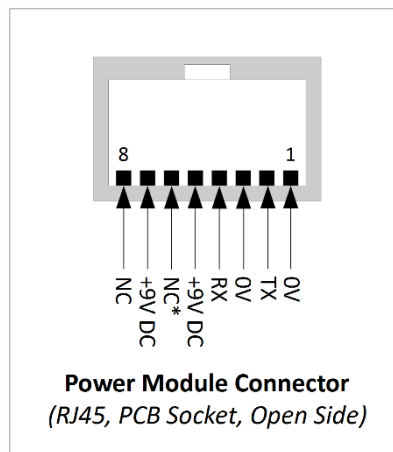 8 1
NC
+9V DC
NC*
+9V DC
RX
0V
TX
0V
Power Module Connector
(RJ45, PCB Socket, Open Side)